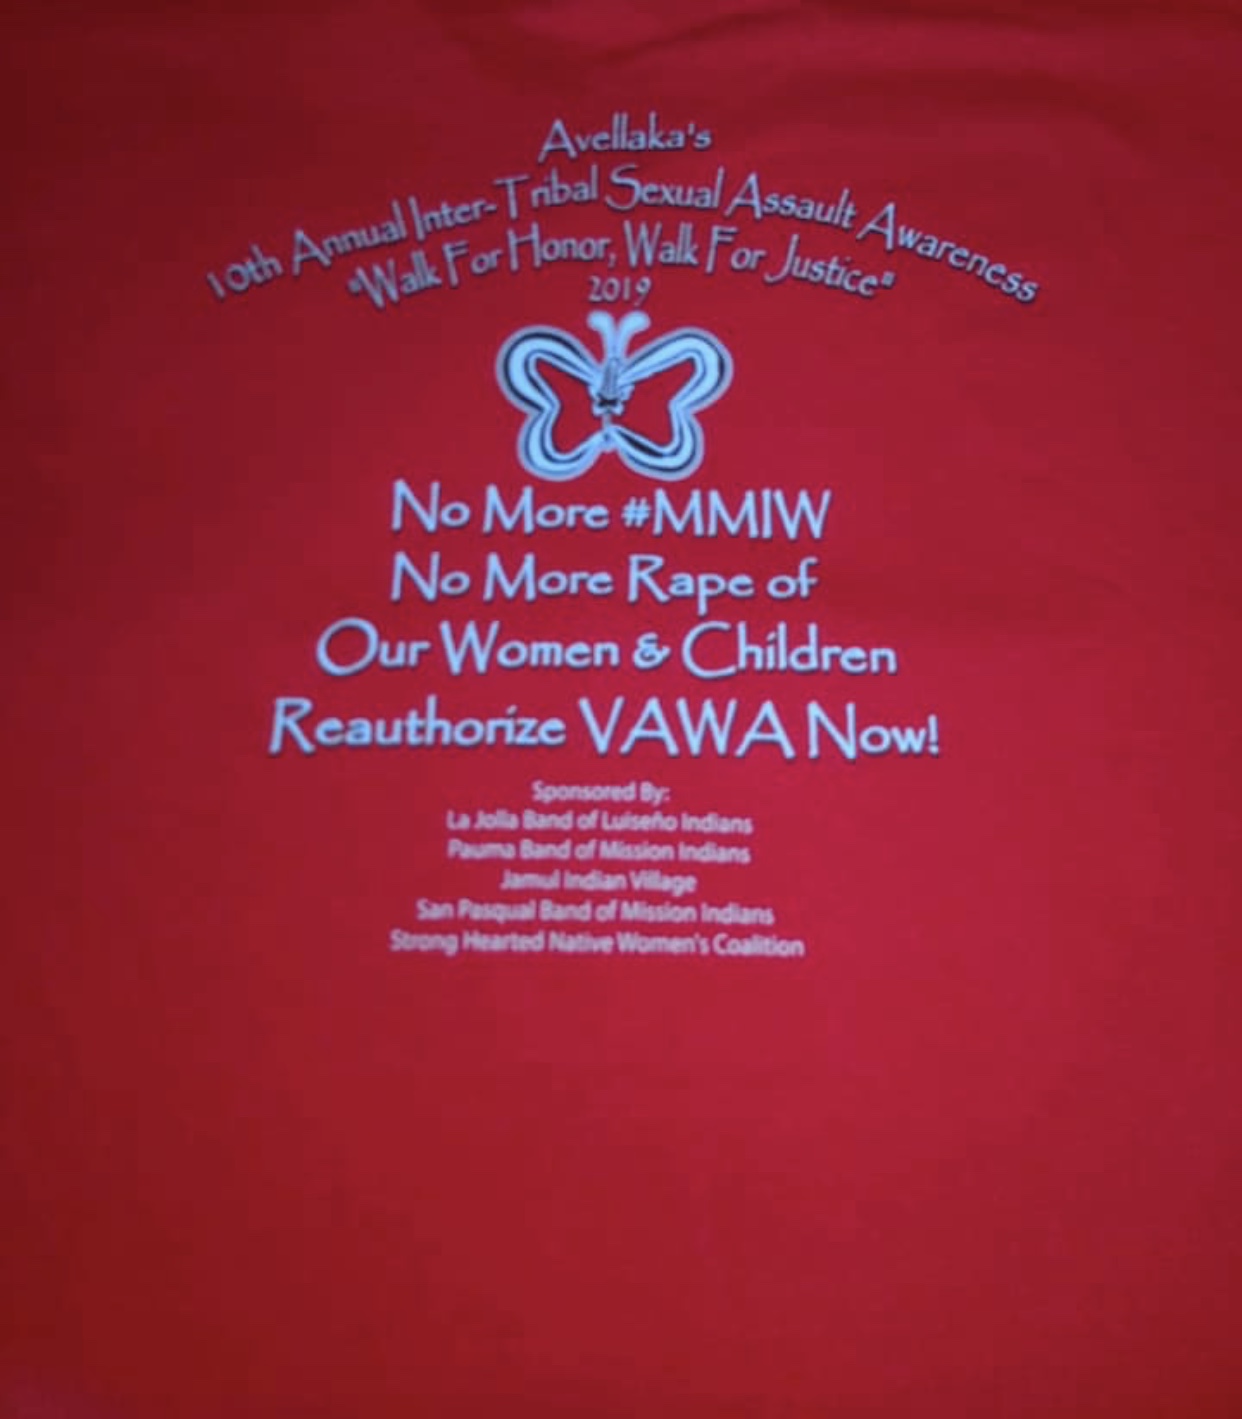 Avellaka's
10th Annual Inter-Tribal Sexual Assault Awareness
"Walk For Honor, Walk For Justice"
2019
No More #MMIW
No More Rape of
Our Women & Children
Reauthorize VAWA Now!
Sponsored By:
La Jolla Band of Luiseño Indians
Pauma Band of Mission Indians
Jamul Indian Village
San Pasqual Band of Mission Indians
Strong Hearted Native Women's Coalition